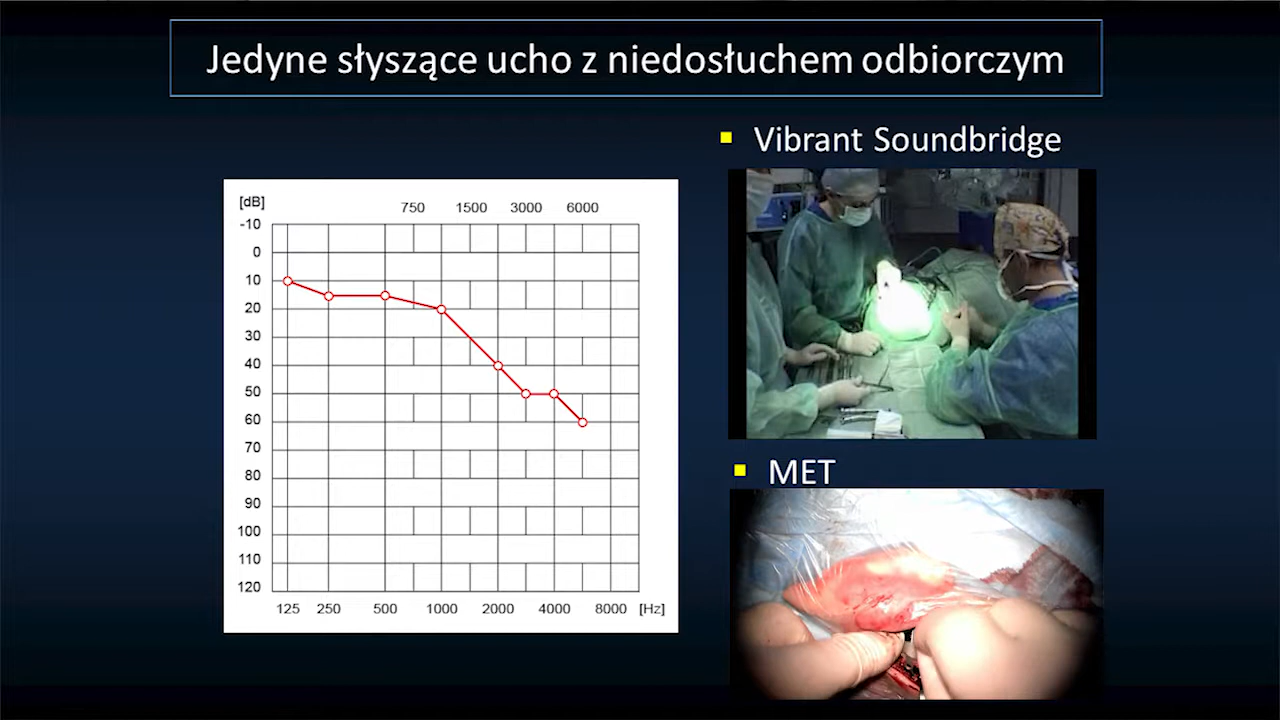 Jedyne słyszące ucho z niedosłuchem odbiorczym
Vibrant Soundbridge
[dB]
750 1500 3000 6000
-10
0
10
20
30
40
50
60
70
80
90
100
110
120
125 250 500 1000 2000 4000 8000 [Hz]
MET